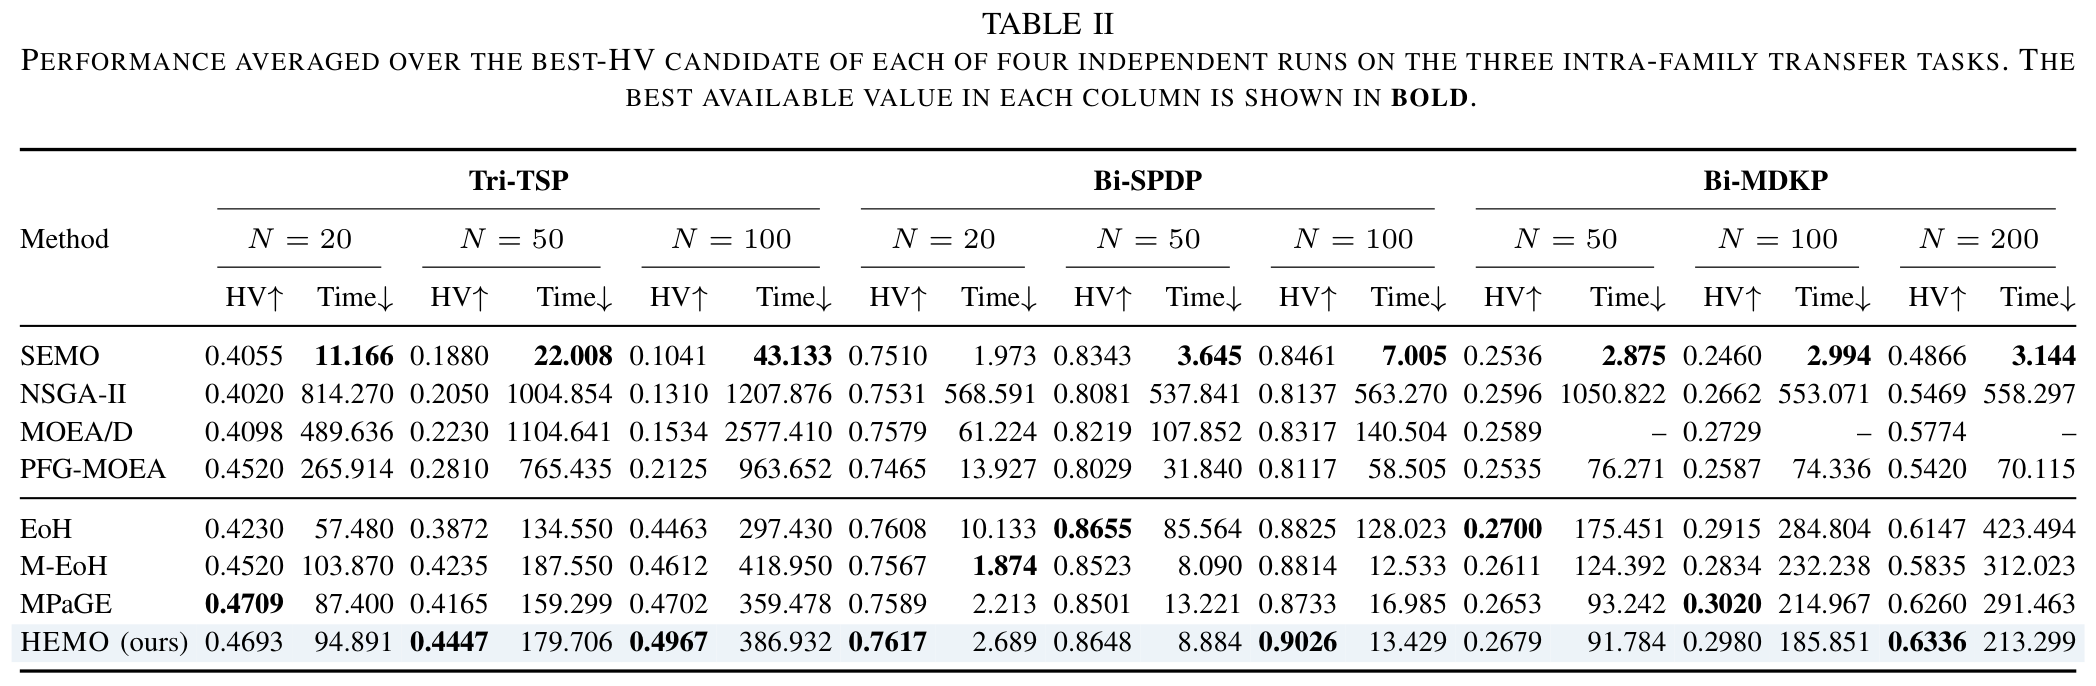 TABLE II
PERFORMANCE AVERAGED OVER THE BEST-HV CANDIDATE OF EACH OF FOUR INDEPENDENT RUNS ON THE THREE INTRA-FAMILY TRANSFER TASKS. THE
BEST AVAILABLE VALUE IN EACH COLUMN IS SHOWN IN BOLD.
Tri-TSP Bi-SPDP Bi-MDKP
Method N = 20 N = 50 N = 100 N = 20 N = 50 N = 100 N = 50 N = 100 N = 200
HV↑ Time↓ HV↑ Time↓ HV↑ Time↓ HV↑ Time↓ HV↑ Time↓ HV↑ Time↓ HV↑ Time↓ HV↑ Time↓ HV↑ Time↓
SEMO 0.4055 11.166 0.1880 22.008 0.1041 43.133 0.7510 1.973 0.8343 3.645 0.8461 7.005 0.2536 2.875 0.2460 2.994 0.4866 3.144
NSGA-II 0.4020 814.270 0.2050 1004.854 0.1310 1207.876 0.7531 568.591 0.8081 537.841 0.8137 563.270 0.2596 1050.822 0.2662 553.071 0.5469 558.297
MOEA/D 0.4098 489.636 0.2230 1104.641 0.1534 2577.410 0.7579 61.224 0.8219 107.852 0.8317 140.504 0.2589 – 0.2729 – 0.5774 –
PFG-MOEA 0.4520 265.914 0.2810 765.435 0.2125 963.652 0.7465 13.927 0.8029 31.840 0.8117 58.505 0.2535 76.271 0.2587 74.336 0.5420 70.115
EoH 0.4230 57.480 0.3872 134.550 0.4463 297.430 0.7608 10.133 0.8655 85.564 0.8825 128.023 0.2700 175.451 0.2915 284.804 0.6147 423.494
M-EoH 0.4520 103.870 0.4235 187.550 0.4612 418.950 0.7567 1.874 0.8523 8.090 0.8814 12.533 0.2611 124.392 0.2834 232.238 0.5835 312.023
MPaGE 0.4709 87.400 0.4165 159.299 0.4702 359.478 0.7589 2.213 0.8501 13.221 0.8733 16.985 0.2653 93.242 0.3020 214.967 0.6260 291.463
HEMO (ours) 0.4693 94.891 0.4447 179.706 0.4967 386.932 0.7617 2.689 0.8648 8.884 0.9026 13.429 0.2679 91.784 0.2980 185.851 0.6336 213.299